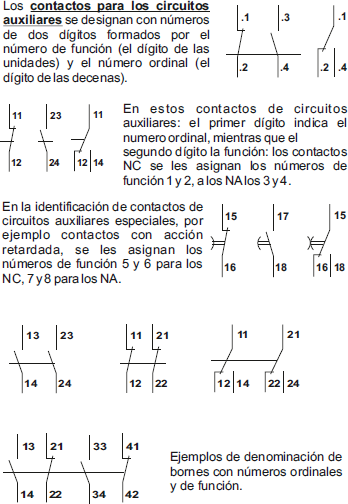 Los contactos para los circuitos
auxiliares se designan con números
de dos dígitos formados por el
número de función (el dígito de las
unidades) y el número ordinal (el
dígito de las decenas).
.1 .3 .1
.2 .4 .2 .4
11 23 11
12 24 12 14
En estos contactos de circuitos
auxiliares: el primer dígito indica el
numero ordinal, mientras que el
segundo dígito la función: los contactos
NC se les asignan los números de
función 1 y 2, a los NA los 3 y 4.
En la identificación de contactos de
circuitos auxiliares especiales, por
ejemplo contactos con acción
retardada, se les asignan los
números de función 5 y 6 para los
NC, 7 y 8 para los NA.
15 17 15
16 18 16 18
13 23 11 21 11 21
14 24 12 22 12 14 22 24
13 21 33 41
14 22 34 42
Ejemplos de denominación de
bornes con números ordinales
y de función.